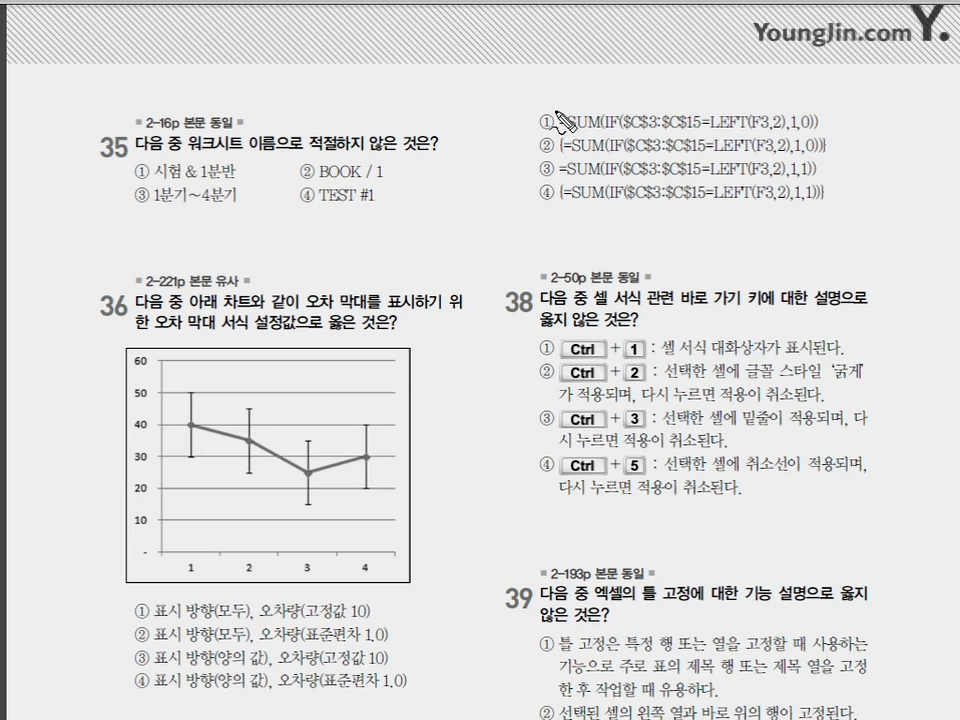 YoungJin.com Y.
■ 2-16p 본문 동일 ■
35 다음 중 워크시트 이름으로 적절하지 않은 것은?
① 시험 & 1분반 ② BOOK / 1
③ 1분기~4분기 ④ TEST #1
■ 2-221p 본문 유사 ■
36 다음 중 아래 차트와 같이 오차 막대를 표시하기 위
한 오차 막대 서식 설정값으로 옳은 것은?
60
50
40
30
20
10
-
1 2 3 4
① 표시 방향(모두), 오차량(고정값 10)
② 표시 방향(모두), 오차량(표준편차 1.0)
③ 표시 방향(양의 값), 오차량(고정값 10)
④ 표시 방향(양의 값), 오차량(표준편차 1.0)
① =SUM(IF($C$3:$C$15=LEFT(F3,2),1,0))
② {=SUM(IF($C$3:$C$15=LEFT(F3,2),1,0))}
③ =SUM(IF($C$3:$C$15=LEFT(F3,2),1,1))
④ {=SUM(IF($C$3:$C$15=LEFT(F3,2),1,1))}
■ 2-50p 본문 동일 ■
38 다음 중 셀 서식 관련 바로 가기 키에 대한 설명으로
옳지 않은 것은?
① Ctrl + 1 : 셀 서식 대화상자가 표시된다.
② Ctrl + 2 : 선택한 셀에 글꼴 스타일 '굵게'
가 적용되며, 다시 누르면 적용이 취소된다.
③ Ctrl + 3 : 선택한 셀에 밑줄이 적용되며, 다
시 누르면 적용이 취소된다.
④ Ctrl + 5 : 선택한 셀에 취소선이 적용되며,
다시 누르면 적용이 취소된다.
■ 2-193p 본문 동일 ■
39 다음 중 엑셀의 틀 고정에 대한 기능 설명으로 옳지
않은 것은?
① 틀 고정은 특정 행 또는 열을 고정할 때 사용하는
기능으로 주로 표의 제목 행 또는 제목 열을 고정
한 후 작업할 때 유용하다.
② 선택된 셀의 왼쪽 열과 바로 위의 행이 고정된다.